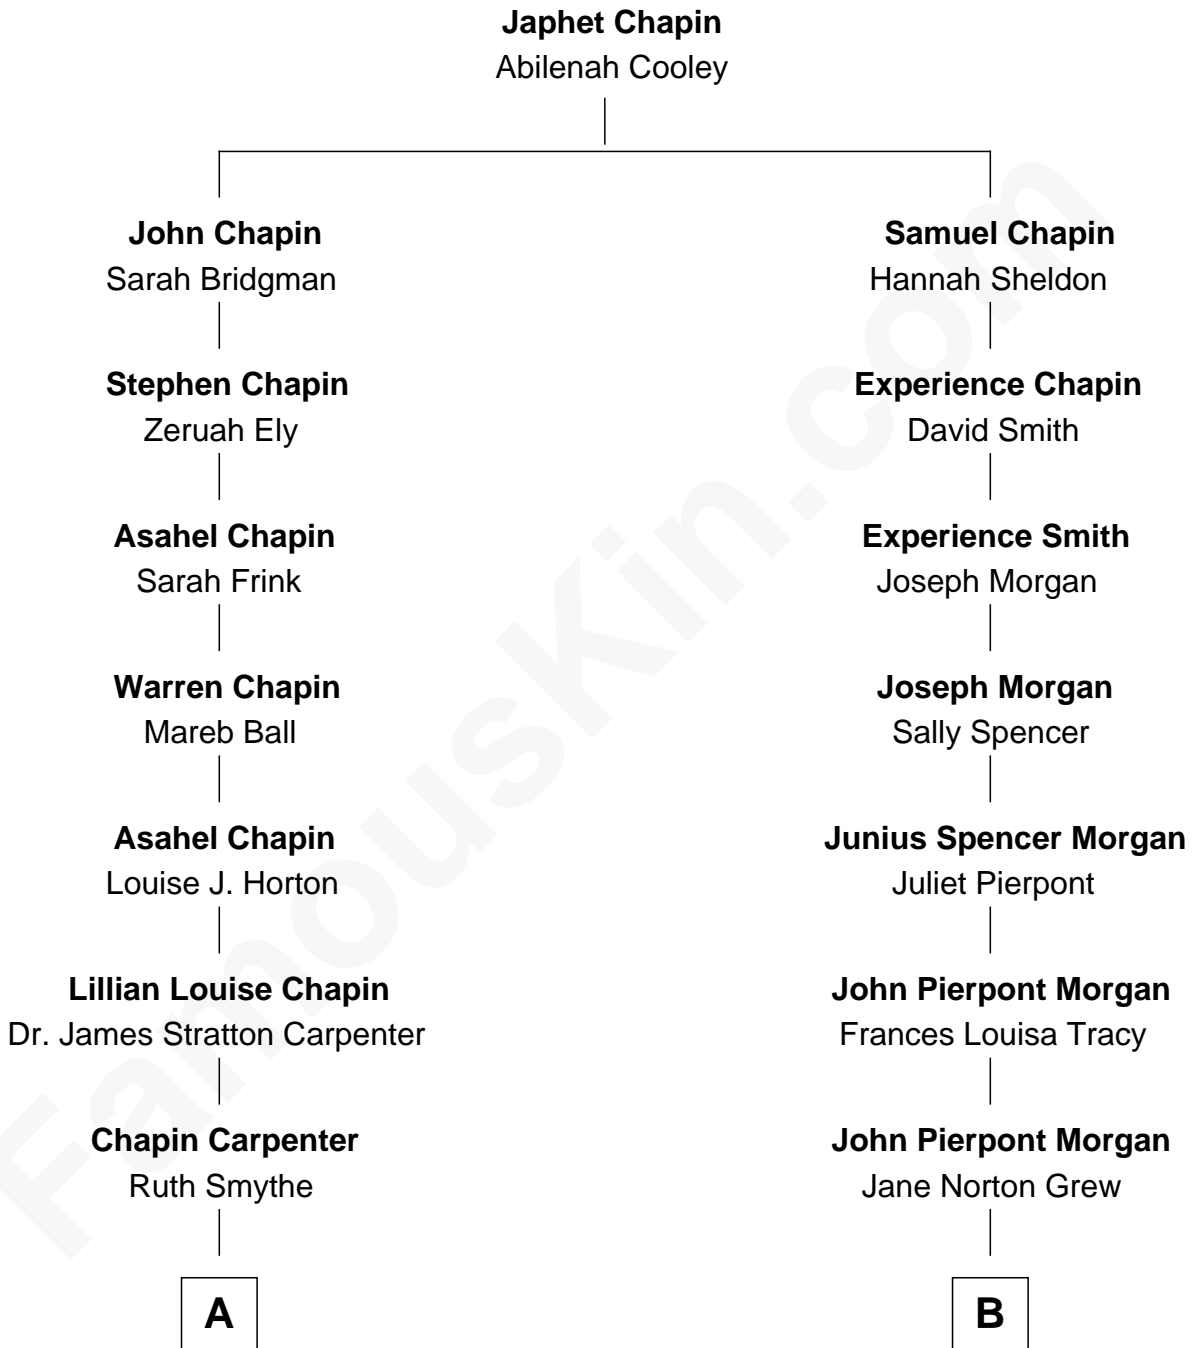 Japhet Chapin
Abilenah Cooley
John Chapin
Sarah Bridgman
Stephen Chapin
Zeruah Ely
Asahel Chapin
Sarah Frink
Warren Chapin
Mareb Ball
Asahel Chapin
Louise J. Horton
Lillian Louise Chapin
Dr. James Stratton Carpenter
Chapin Carpenter
Ruth Smythe
A
Samuel Chapin
Hannah Sheldon
Experience Chapin
David Smith
Experience Smith
Joseph Morgan
Joseph Morgan
Sally Spencer
Junius Spencer Morgan
Juliet Pierpont
John Pierpont Morgan
Frances Louisa Tracy
John Pierpont Morgan
Jane Norton Grew
B
FamousKin.com